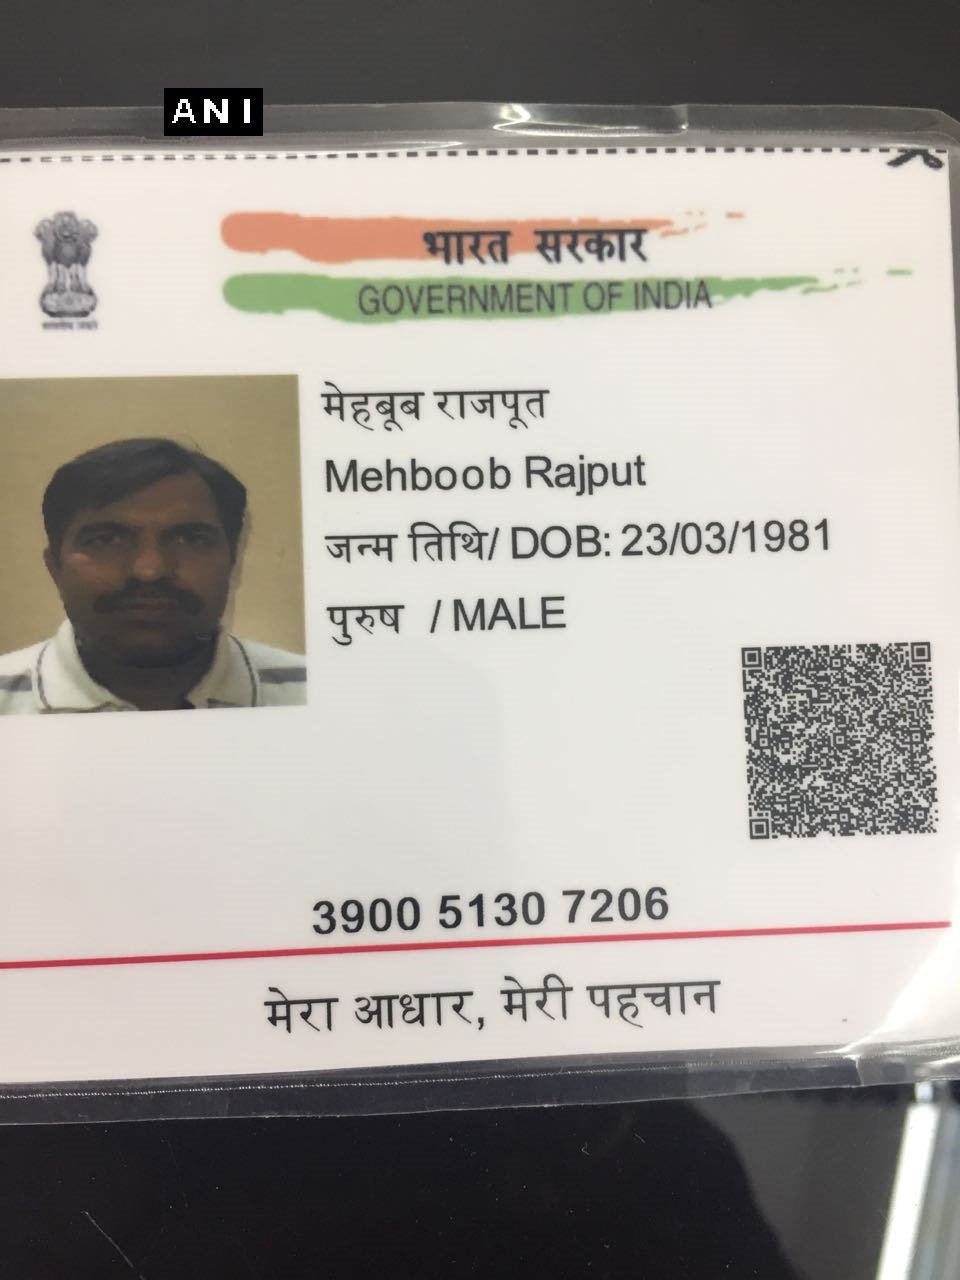 ANI
भारत सरकार
GOVERNMENT OF INDIA
मेहबूब राजपूत
Mehboob Rajput
जन्म तिथि/ DOB: 23/03/1981
पुरुष / MALE
3900 5130 7206
मेरा आधार, मेरी पहचान